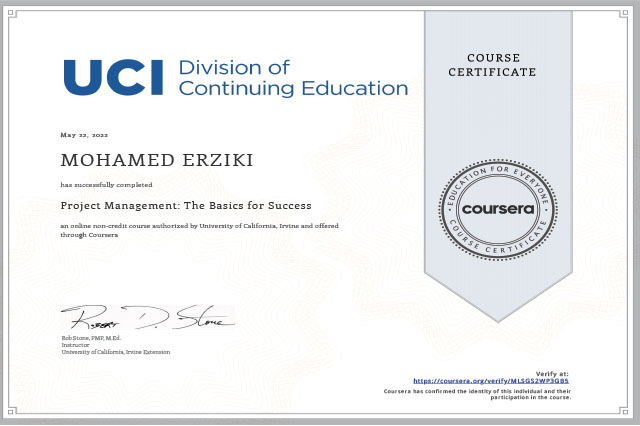 UCI Division of
Continuing Education
COURSE
CERTIFICATE
May 22, 2022
MOHAMED ERZIKI
has successfully completed
Project Management: The Basics for Success
an online non-credit course authorized by University of California, Irvine and offered
through Coursera
EDUCATION FOR EVERYONE
coursera
COURSE CERTIFICATE
Rob Stone, PMP, M.Ed.
Instructor
University of California, Irvine Extension
Verify at:
https://coursera.org/verify/MLSGS2WP3GB5
Coursera has confirmed the identity of this individual and their
participation in the course.